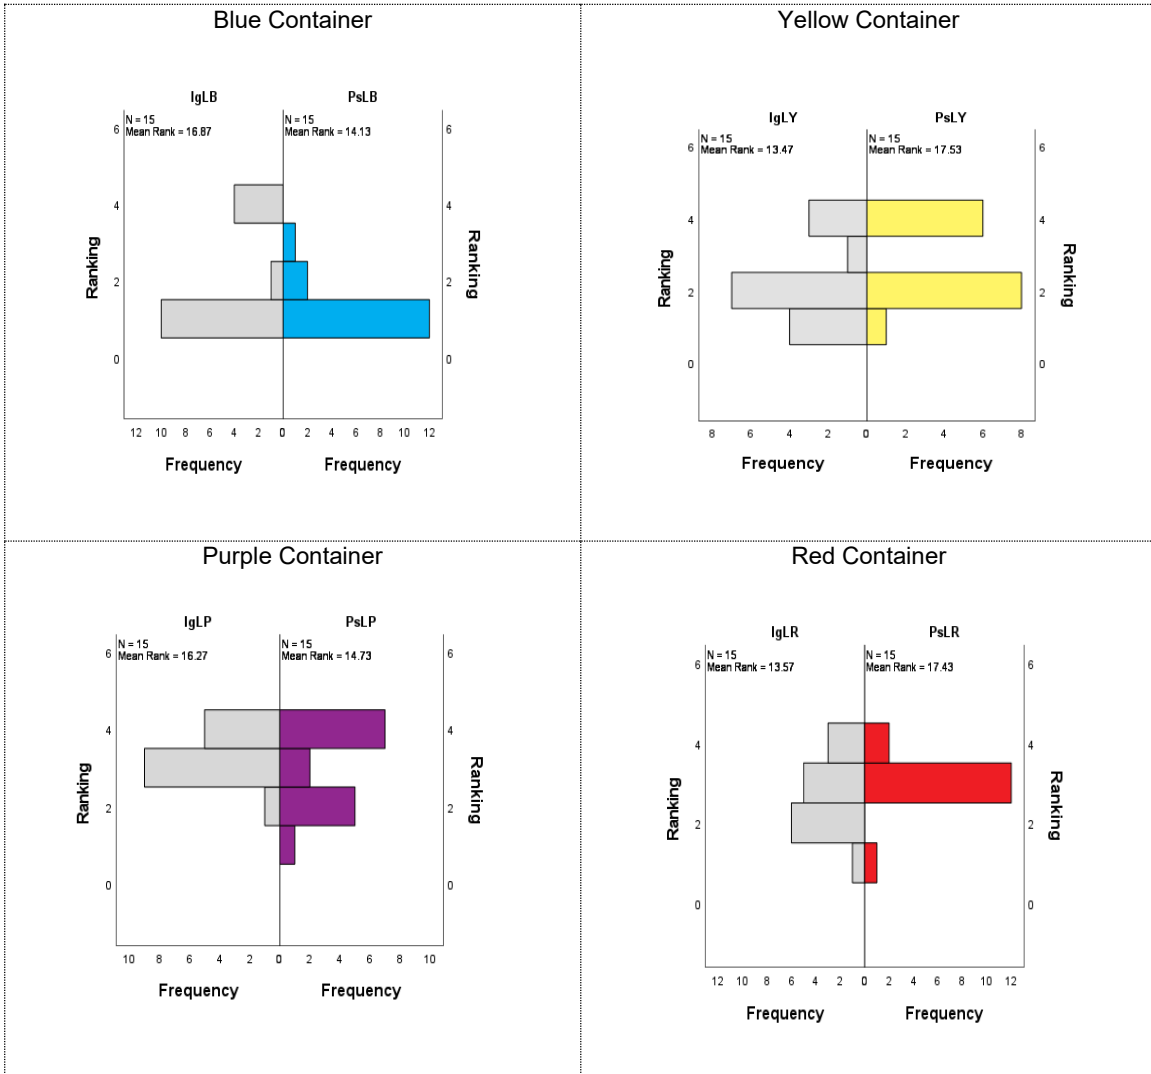 Blue Container
IgLB PsLB
N = 15
Mean Rank = 16.87
N = 15
Mean Rank = 14.13
6
4
2
0
Ranking
6
4
2
0
Ranking
12 10 8 6 4 2 0 2 4 6 8 10 12
Frequency Frequency
Yellow Container
IgLY PsLY
N = 15
Mean Rank = 13.47
N = 15
Mean Rank = 17.53
6
4
2
0
Ranking
6
4
2
0
Ranking
8 6 4 2 0 2 4 6 8
Frequency Frequency
Purple Container
IgLP PsLP
N = 15
Mean Rank = 16.27
N = 15
Mean Rank = 14.73
6
4
2
0
Ranking
6
4
2
0
Ranking
10 8 6 4 2 0 2 4 6 8 10
Frequency Frequency
Red Container
IgLR PsLR
N = 15
Mean Rank = 13.57
N = 15
Mean Rank = 17.43
6
4
2
0
Ranking
6
4
2
0
Ranking
12 10 8 6 4 2 0 2 4 6 8 10 12
Frequency Frequency